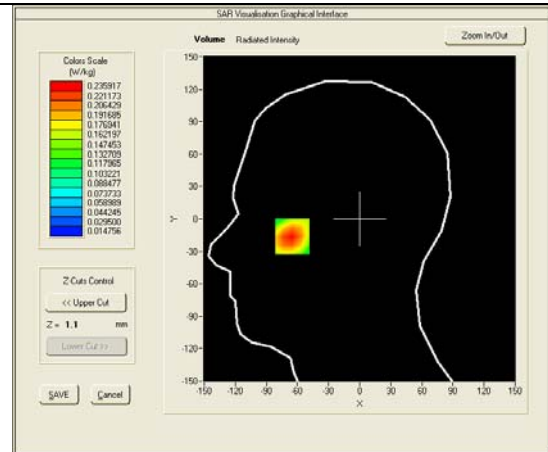 SAR Visualisation Graphical Interface
Volume Radiated Intensity
Zoom In/Out
Colors Scale
(W/kg)
0.235917
0.221173
0.206429
0.191685
0.176941
0.162197
0.147453
0.132709
0.117965
0.103221
0.088477
0.073733
0.058989
0.044245
0.029500
0.014756
Z Cuts Control
<< Upper Cut
Z = 1.1 mm
Lower Cut >>
SAVE Cancel
150-
120-
90-
60-
30-
0-
-30-
-60-
-90-
-120-
-150-
Y
-150 -120 -90 -60 -30 0 30 60 90 120 150
X